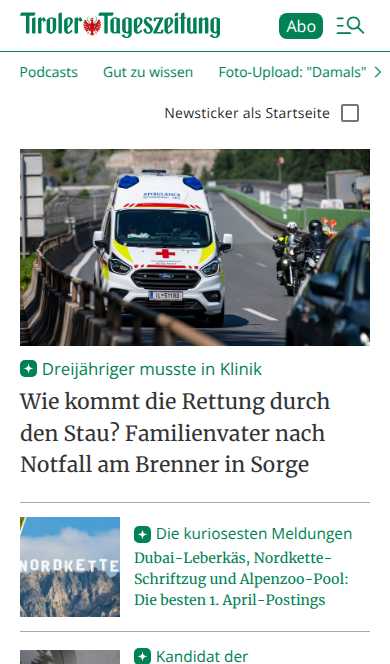 Tiroler Tageszeitung
Abo
Podcasts Gut zu wissen Foto-Upload: "Damals"
Newsticker als Startseite
AMBULANCE
Dreijähriger musste in Klinik
Wie kommt die Rettung durch
den Stau? Familienvater nach
Notfall am Brenner in Sorge
NORDKETTE
Die kuriosesten Meldungen
Dubai-Leberkäs, Nordkette-
Schriftzug und Alpenzoo-Pool:
Die besten 1. April-Postings
Kandidat der